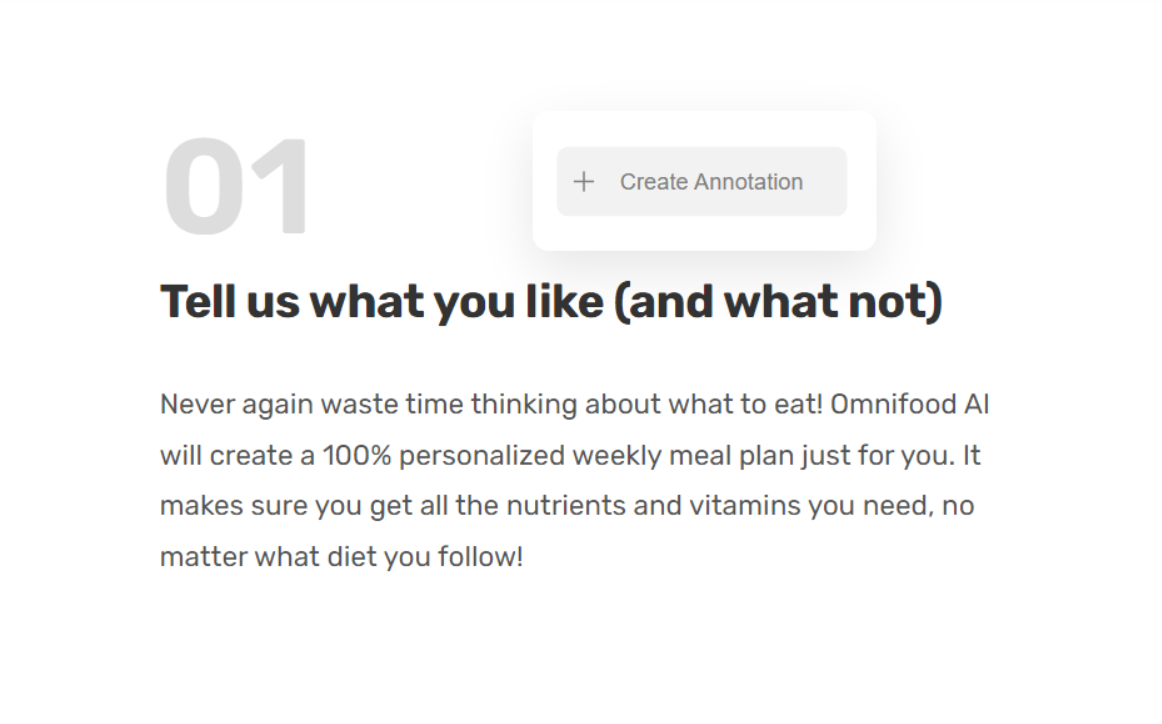 01
Create Annotation
Tell us what you like (and what not)
Never again waste time thinking about what to eat! Omnifood AI
will create a 100% personalized weekly meal plan just for you. It
makes sure you get all the nutrients and vitamins you need, no
matter what diet you follow!